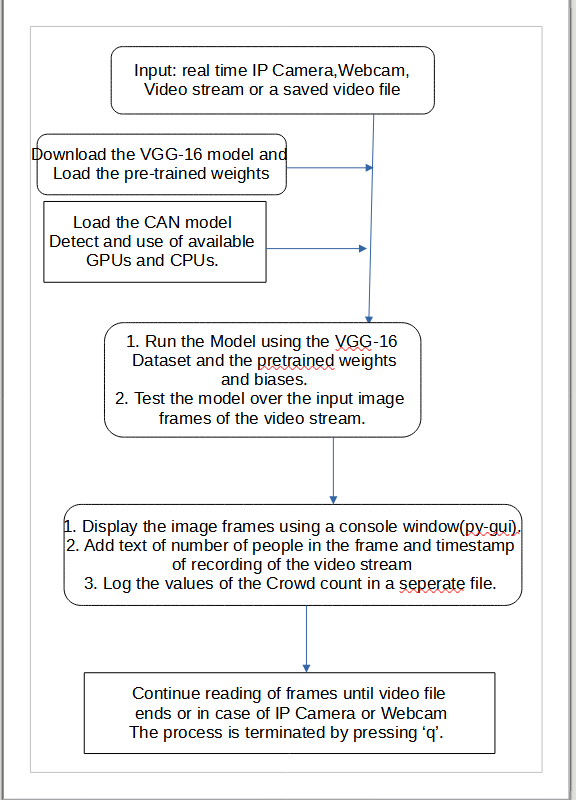 Input: real time IP Camera,Webcam,
Video stream or a saved video file
Download the VGG-16 model and
Load the pre-trained weights
Load the CAN model
Detect and use of available
GPUs and CPUs.
1. Run the Model using the VGG-16
Dataset and the pretrained weights
and biases.
2. Test the model over the input image
frames of the video stream.
1. Display the image frames using a console window(py-gui).
2. Add text of number of people in the frame and timestamp
of recording of the video stream
3. Log the values of the Crowd count in a seperate file.
Continue reading of frames until video file
ends or in case of IP Camera or Webcam
The process is terminated by pressing ‘q’.